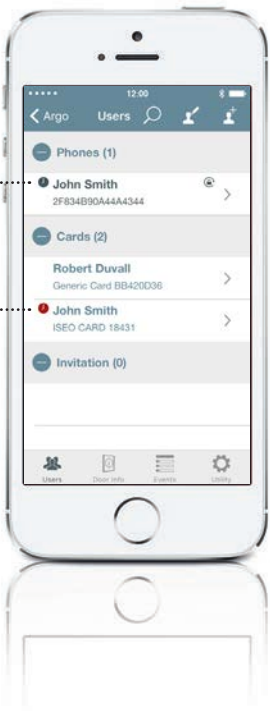 12:00
Argo Users
Phones (1)
John Smith
2F834B90A44A4344
Cards (2)
Robert Duvall
Generic Card BB420D36
John Smith
ISEO CARD 18431
Invitation (0)
Users Door Info Events Utility